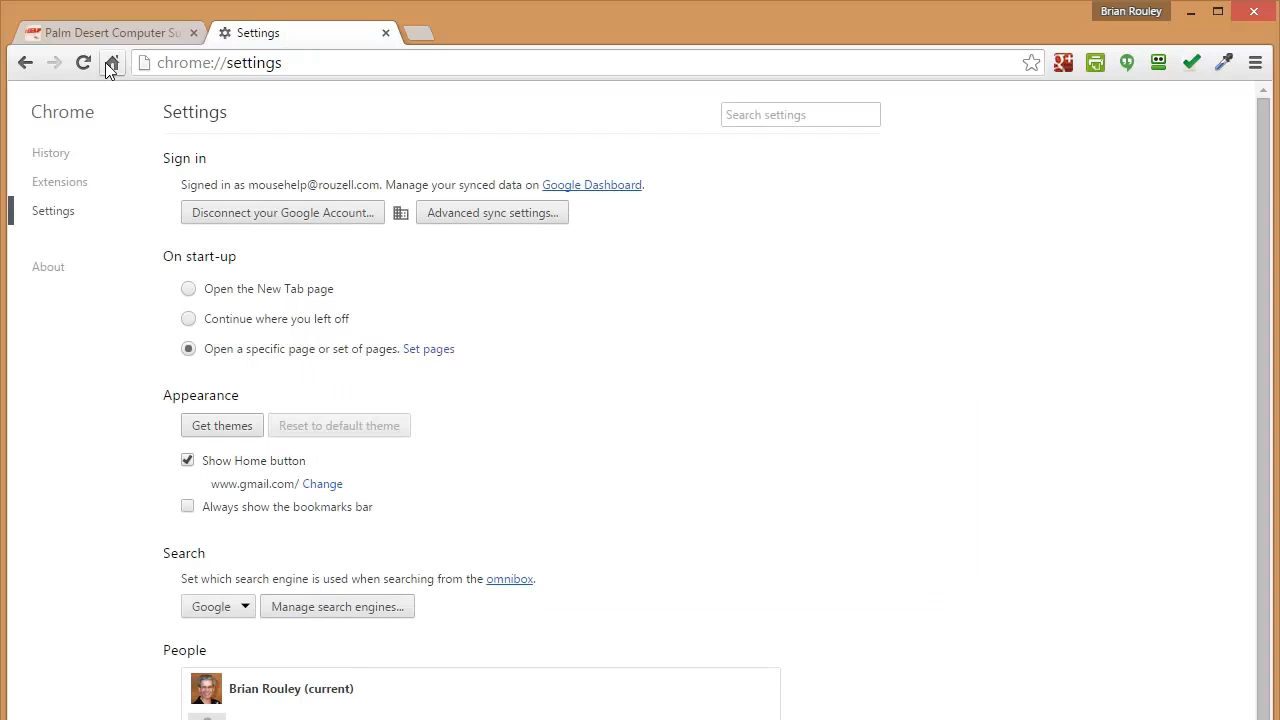 Brian Rouley
Palm Desert Computer Su
Settings
chrome://settings
Chrome
Settings
Search settings
History
Extensions
Settings
About
Sign in
Signed in as mousehelp@rouzell.com. Manage your synced data on Google Dashboard.
Disconnect your Google Account...
Advanced sync settings...
On start-up
Open the New Tab page
Continue where you left off
Open a specific page or set of pages. Set pages
Appearance
Get themes
Reset to default theme
Show Home button
www.gmail.com/ Change
Always show the bookmarks bar
Search
Set which search engine is used when searching from the omnibox.
Google
Manage search engines...
People
Brian Rouley (current)